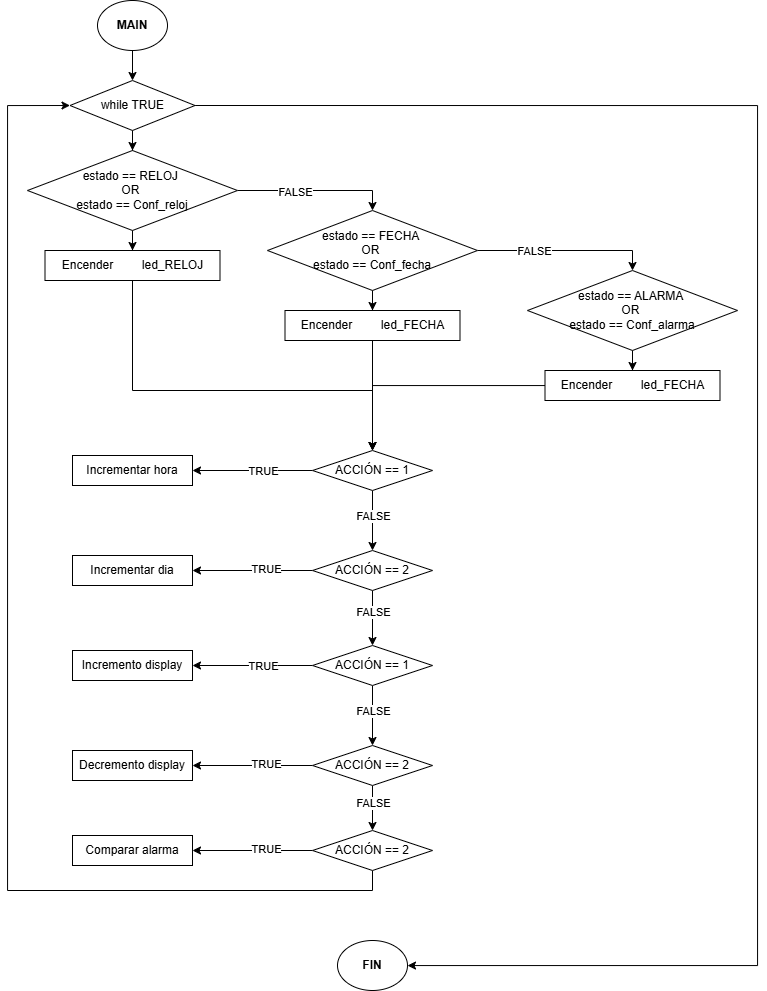 MAIN
while TRUE
estado == RELOJ
OR
estado == Conf_reloj
FALSE
Encender led_RELOJ
estado == FECHA
OR
estado == Conf_fecha
FALSE
Encender led_FECHA
estado == ALARMA
OR
estado == Conf_alarma
Encender led_FECHA
ACCIÓN == 1
TRUE
Incrementar hora
FALSE
ACCIÓN == 2
TRUE
Incrementar dia
FALSE
ACCIÓN == 1
TRUE
Incremento display
FALSE
ACCIÓN == 2
TRUE
Decremento display
FALSE
ACCIÓN == 2
TRUE
Comparar alarma
FIN